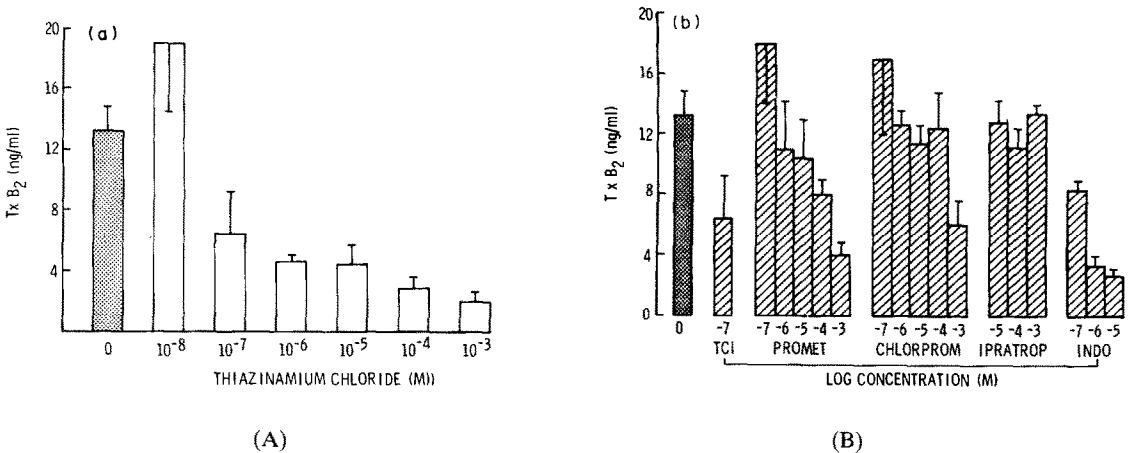 (a)
20
16
12
8
4
Tx B2 (ng/ml)
0 10-8 10-7 10-6 10-5 10-4 10-3
THIAZINAMIUM CHLORIDE (M))
(A)
(b)
20
16
12
8
4
0
Tx B2 (ng/ml)
0 -7 -7 -6 -5 -4 -3 -7 -6 -5 -4 -3 -5 -4 -3 -7 -6 -5
TCl PROMET CHLORPROM IPRATROP INDO
LOG CONCENTRATION (M)
(B)